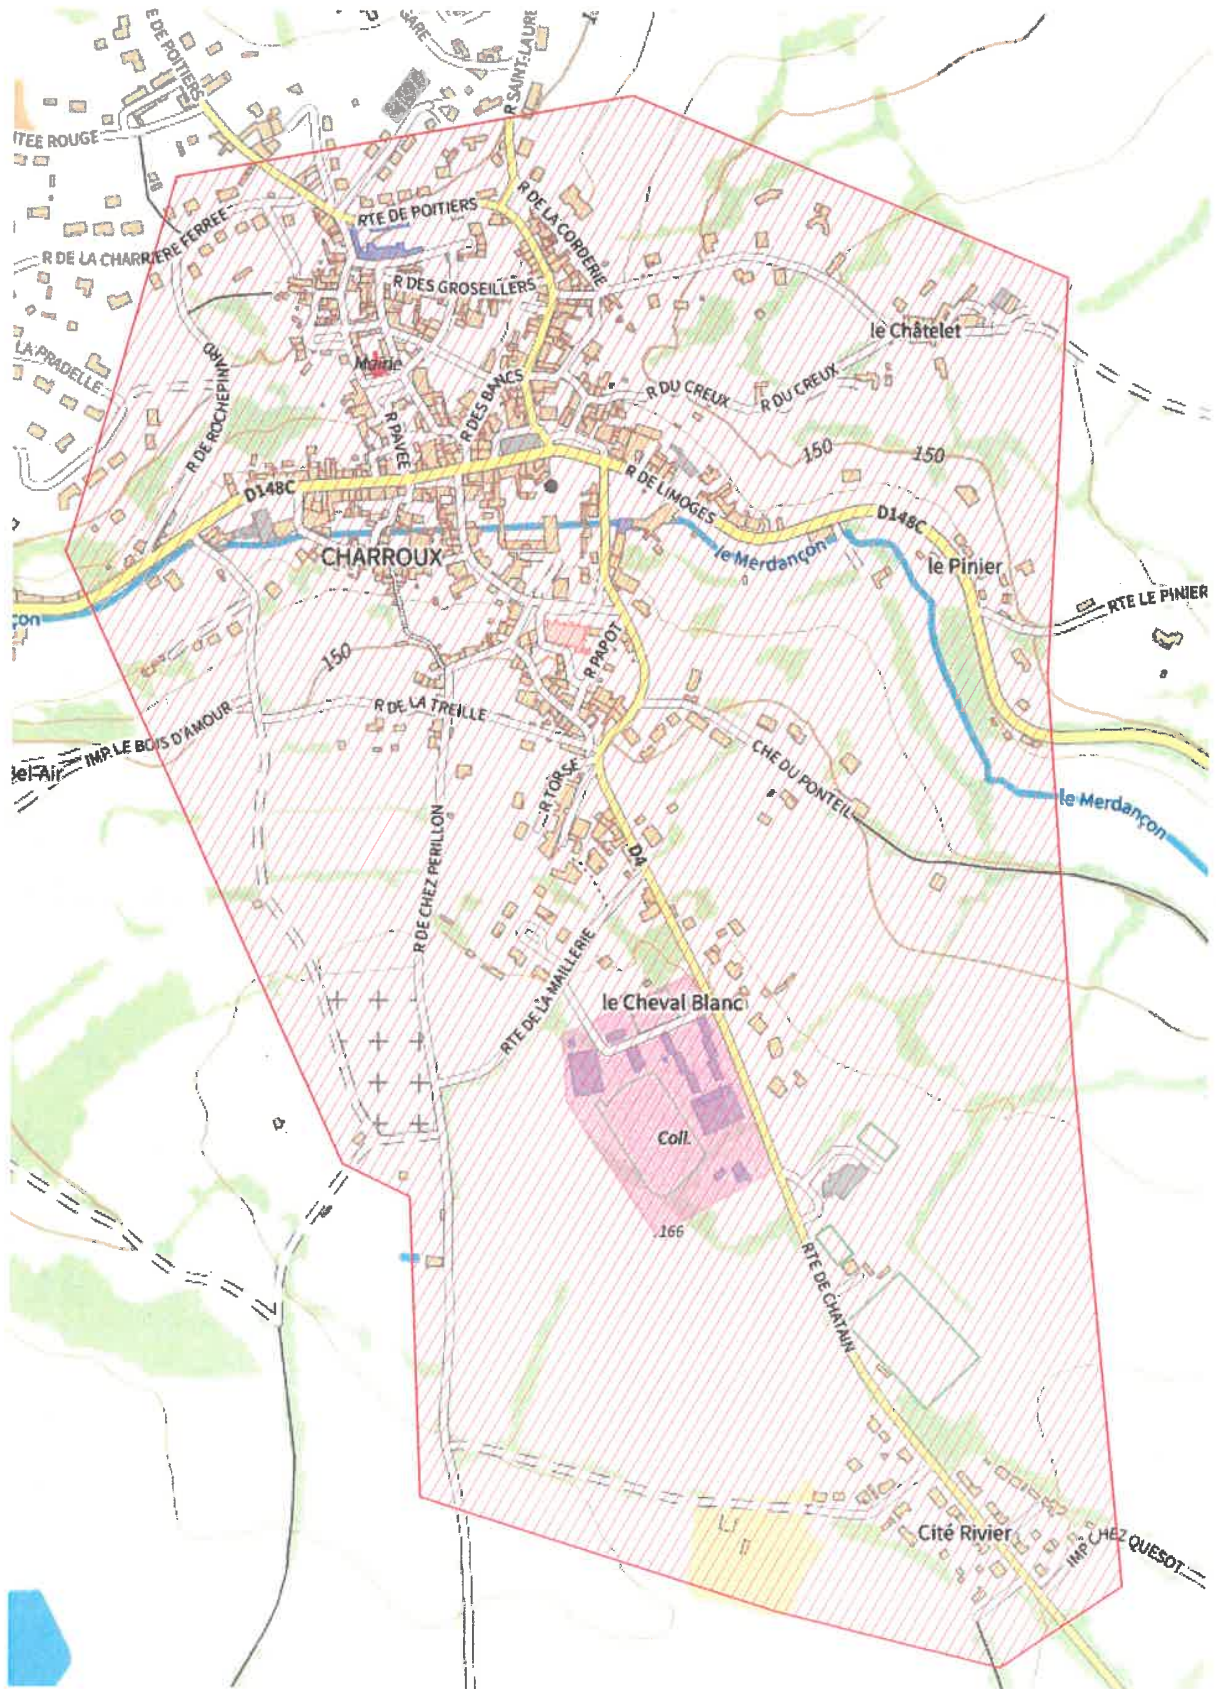 E DE POITIERS
GARE
R SAINT-LAURE
ITEE ROUGE
R DE LA CHARRIERE FERREE
RTE DE POITIERS
R DE LA CORDERIE
R DES GROSEILLERS
le Châtelet
LA PRADELLE
Mairie
R DE ROCHEPINARD
R DES BANCS
R DU CREUX
R DU CREUX
R PAVEE
150
150
D148C
R DE LIMOGES
D148C
CHARROUX
le Merdançon
le Pinier
RTE LE PINIER
çon
150
R PAPOT
R DE LA TREILLE
IMP. LE BOIS D'AMOUR
Bel-Air
CHE DU PONTEIL
R TORSE
le Merdançon
R DE CHEZ PERILLON
D4
RTE DE LA MAILLERIE
le Cheval Blanc
Coll.
166
RTE DE CHATAIN
Cité Rivier
IMP CHEZ QUESOT